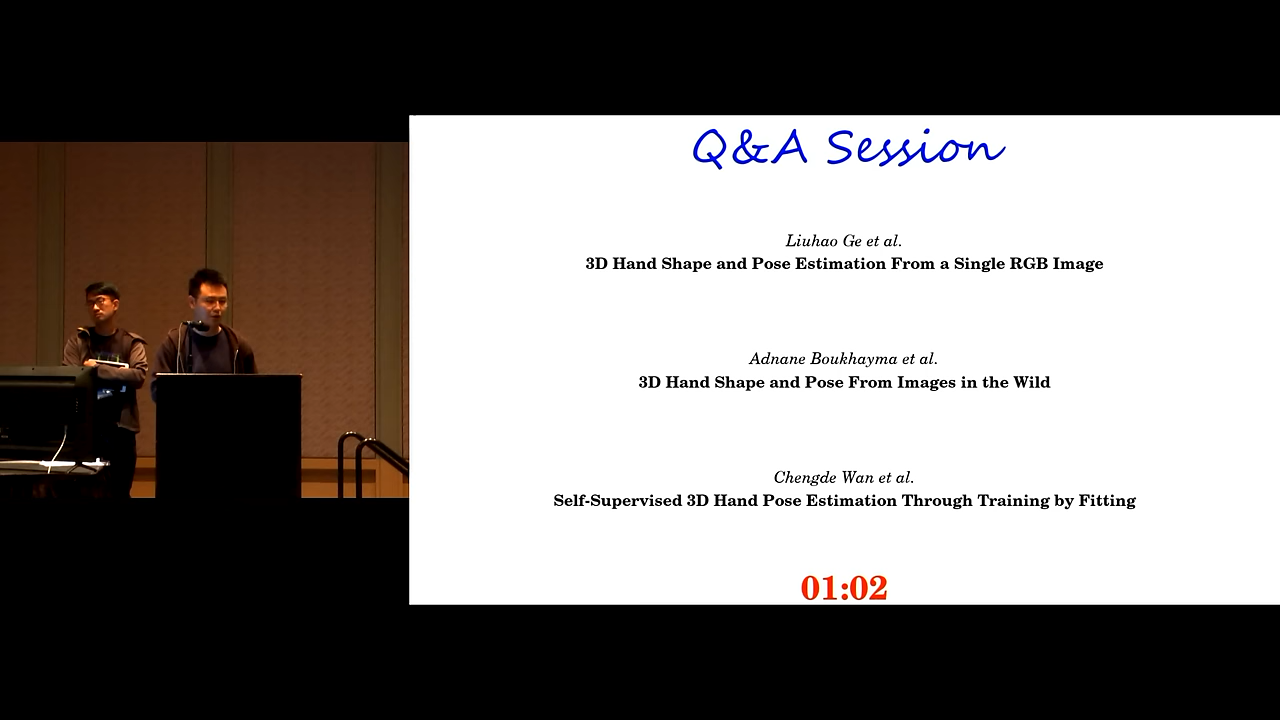 Q&A Session
Liuhao Ge et al.
3D Hand Shape and Pose Estimation From a Single RGB Image
Adnane Boukhayma et al.
3D Hand Shape and Pose From Images in the Wild
Chengde Wan et al.
Self-Supervised 3D Hand Pose Estimation Through Training by Fitting
01:02